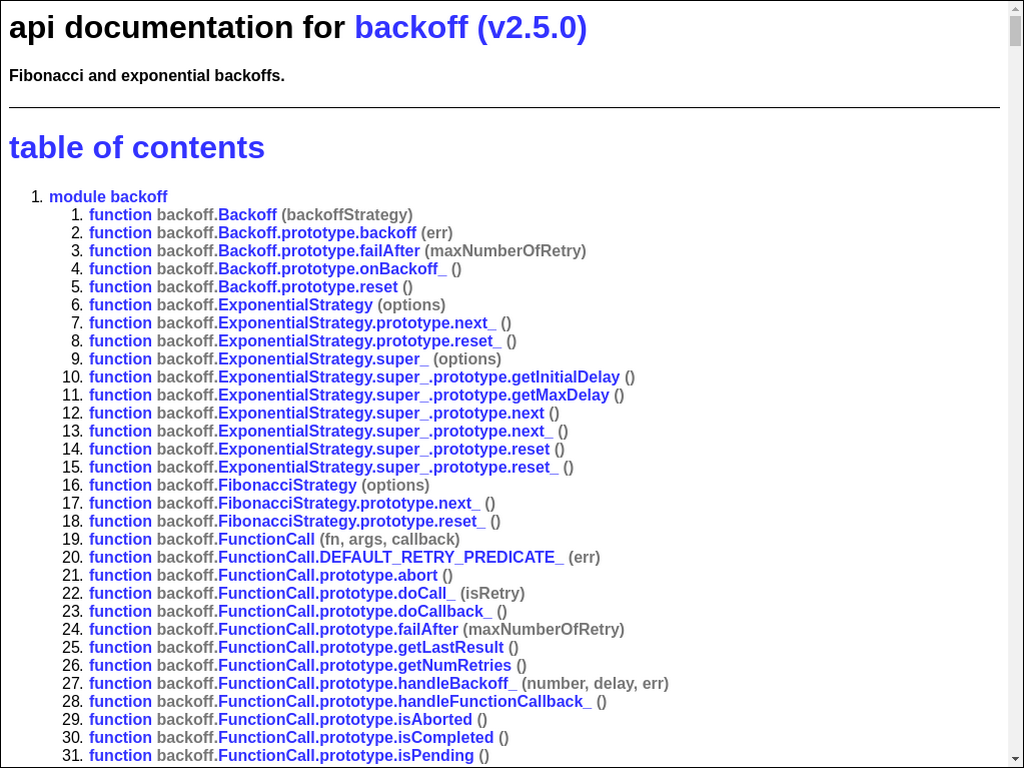 api documentation for backoff (v2.5.0)
Fibonacci and exponential backoffs.
table of contents
1. module backoff
1. function backoff.Backoff (backoffStrategy)
2. function backoff.Backoff.prototype.backoff (err)
3. function backoff.Backoff.prototype.failAfter (maxNumberOfRetry)
4. function backoff.Backoff.prototype.onBackoff_ ()
5. function backoff.Backoff.prototype.reset ()
6. function backoff.ExponentialStrategy (options)
7. function backoff.ExponentialStrategy.prototype.next_ ()
8. function backoff.ExponentialStrategy.prototype.reset_ ()
9. function backoff.ExponentialStrategy.super_ (options)
10. function backoff.ExponentialStrategy.super_.prototype.getInitialDelay ()
11. function backoff.ExponentialStrategy.super_.prototype.getMaxDelay ()
12. function backoff.ExponentialStrategy.super_.prototype.next ()
13. function backoff.ExponentialStrategy.super_.prototype.next_ ()
14. function backoff.ExponentialStrategy.super_.prototype.reset ()
15. function backoff.ExponentialStrategy.super_.prototype.reset_ ()
16. function backoff.FibonacciStrategy (options)
17. function backoff.FibonacciStrategy.prototype.next_ ()
18. function backoff.FibonacciStrategy.prototype.reset_ ()
19. function backoff.FunctionCall (fn, args, callback)
20. function backoff.FunctionCall.DEFAULT_RETRY_PREDICATE_ (err)
21. function backoff.FunctionCall.prototype.abort ()
22. function backoff.FunctionCall.prototype.doCall_ (isRetry)
23. function backoff.FunctionCall.prototype.doCallback_ ()
24. function backoff.FunctionCall.prototype.failAfter (maxNumberOfRetry)
25. function backoff.FunctionCall.prototype.getLastResult ()
26. function backoff.FunctionCall.prototype.getNumRetries ()
27. function backoff.FunctionCall.prototype.handleBackoff_ (number, delay, err)
28. function backoff.FunctionCall.prototype.handleFunctionCallback_ ()
29. function backoff.FunctionCall.prototype.isAborted ()
30. function backoff.FunctionCall.prototype.isCompleted ()
31. function backoff.FunctionCall.prototype.isPending ()